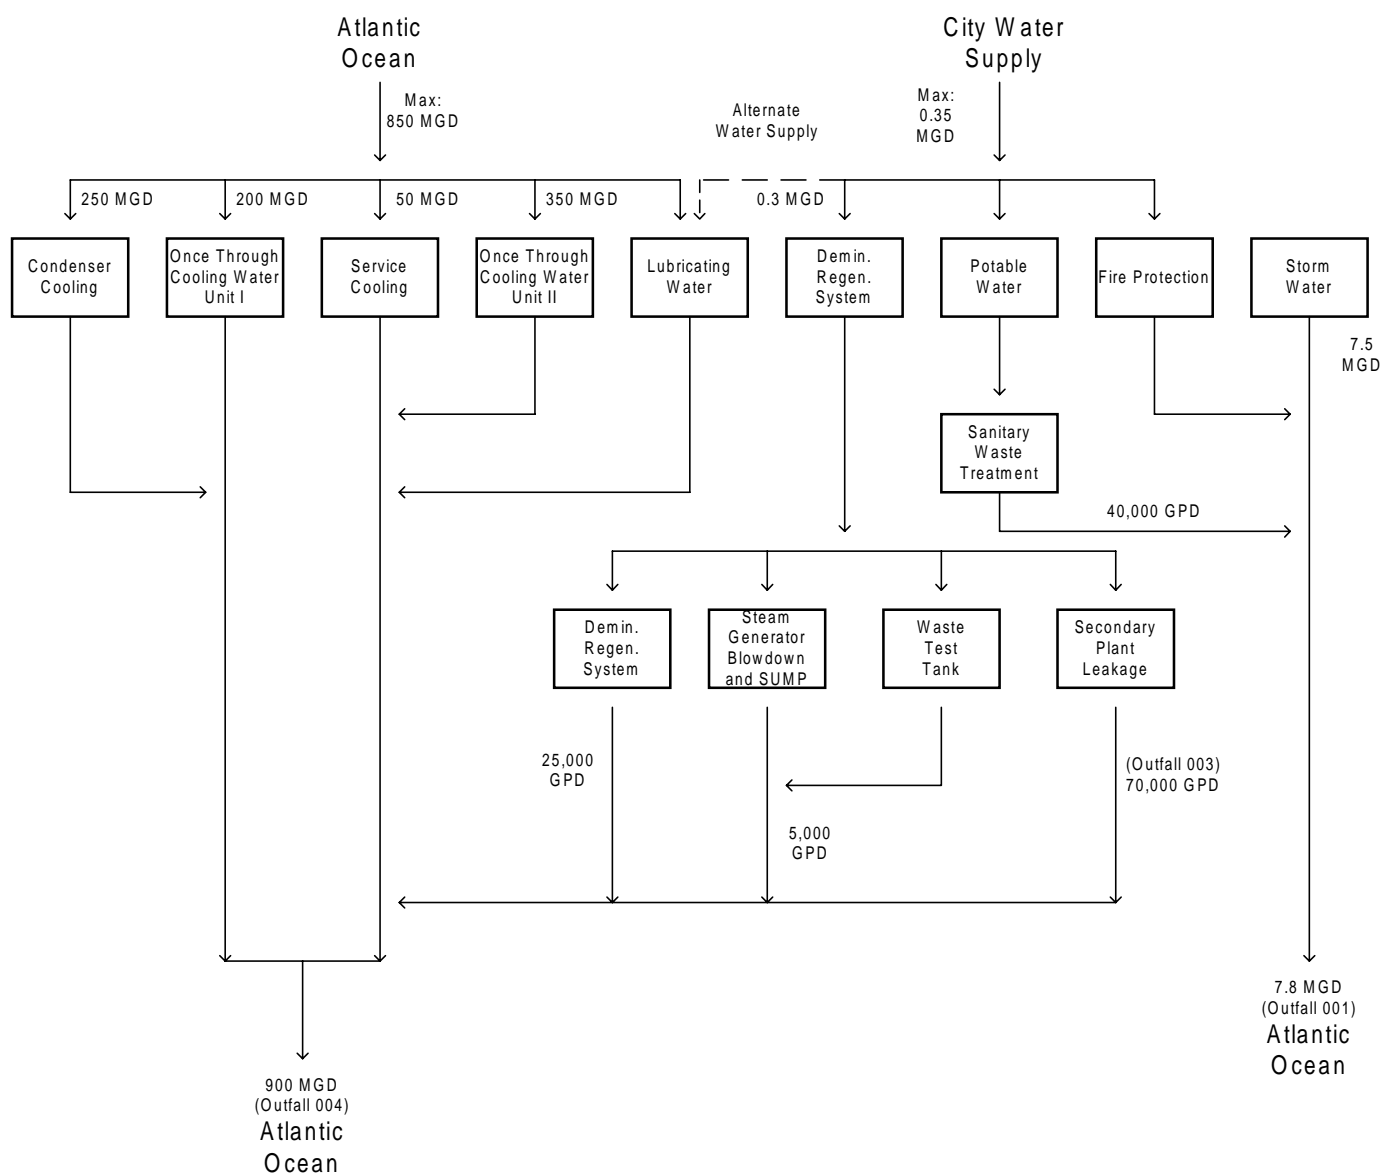 Atlantic
Ocean
City Water
Supply
Max:
850 MGD
Alternate
Water Supply
Max:
0.35
MGD
250 MGD
200 MGD
50 MGD
350 MGD
0.3 MGD
Condenser
Cooling
Once Through
Cooling Water
Unit I
Service
Cooling
Once Through
Cooling Water
Unit II
Lubricating
Water
Demin.
Regen.
System
Potable
Water
Fire Protection
Storm
Water
7.5
MGD
Sanitary
Waste
Treatment
40,000 GPD
Demin.
Regen.
System
Steam
Generator
Blowdown
and SUMP
Waste
Test
Tank
Secondary
Plant
Leakage
25,000
GPD
5,000
GPD
(Outfall 003)
70,000 GPD
7.8 MGD
(Outfall 001)
Atlantic
Ocean
900 MGD
(Outfall 004)
Atlantic
Ocean